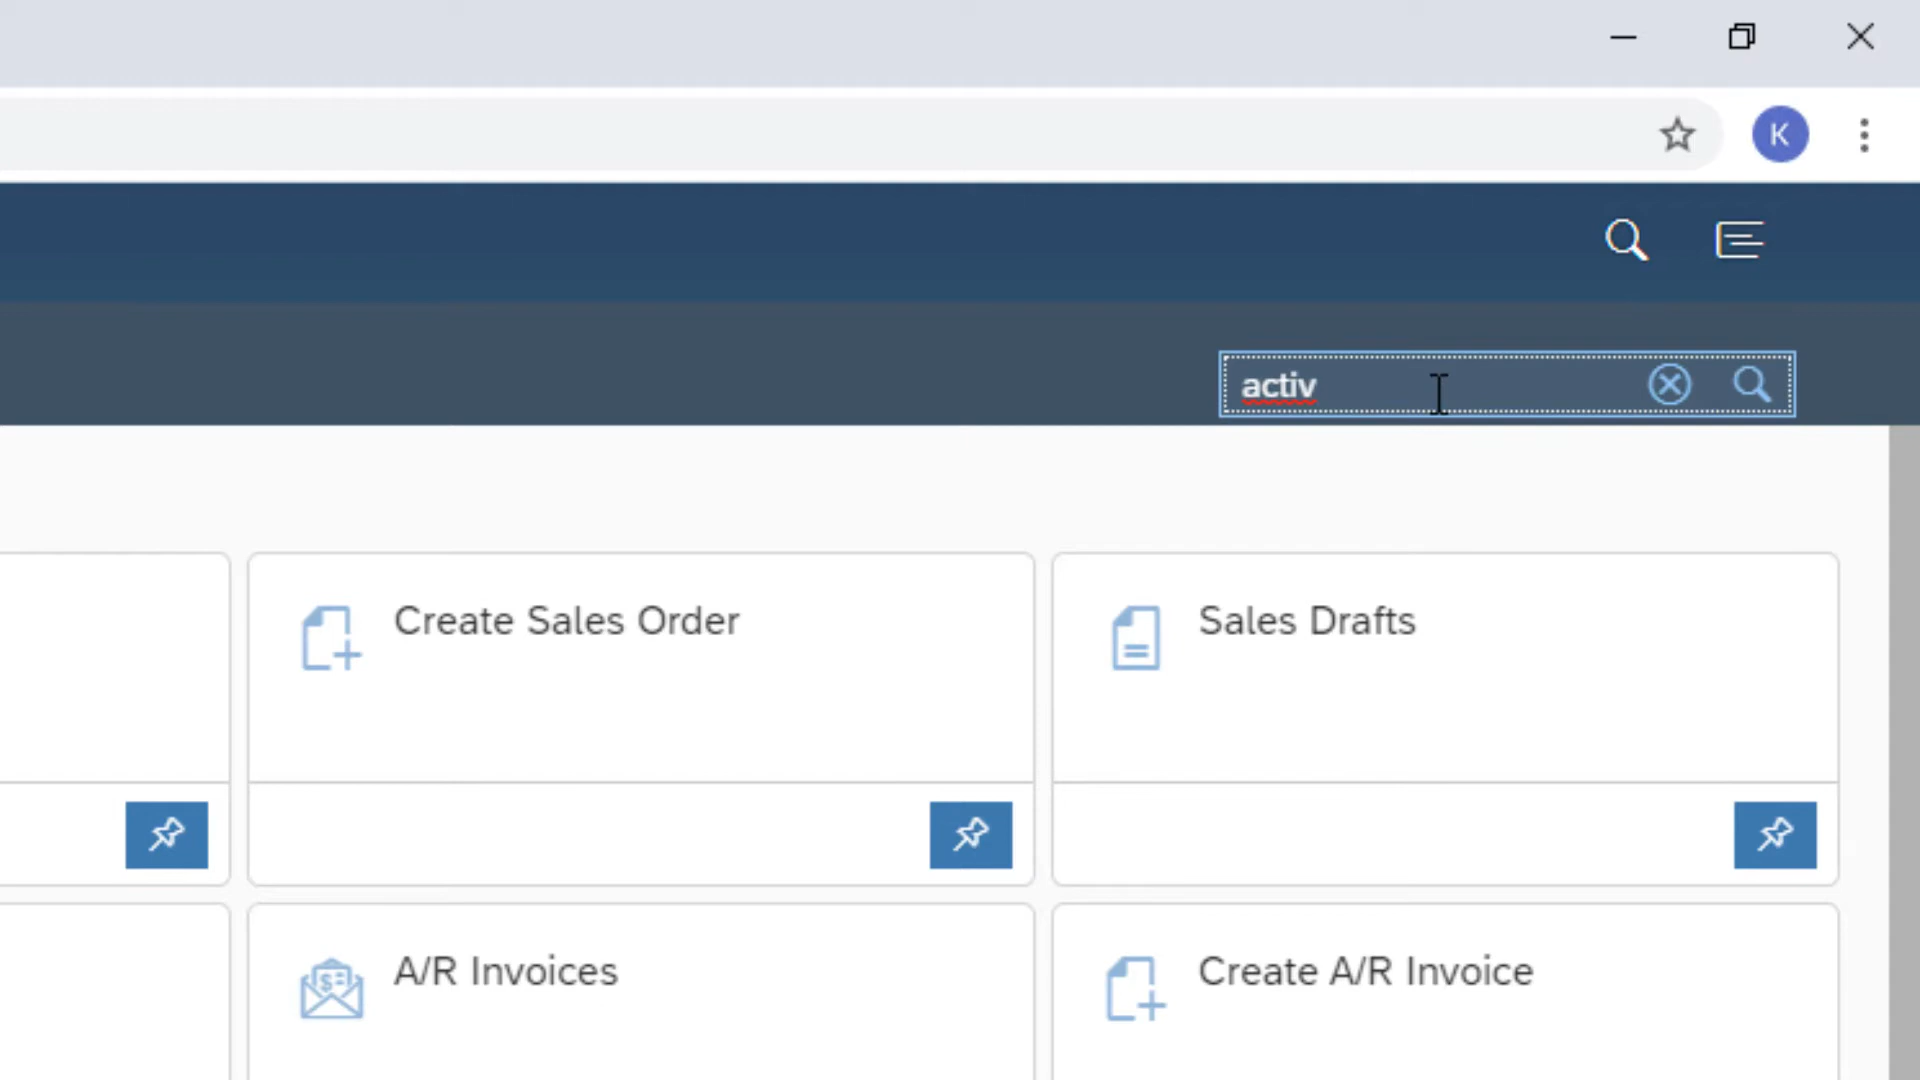 K
activ
Create Sales Order
Sales Drafts
A/R Invoices
Create A/R Invoice